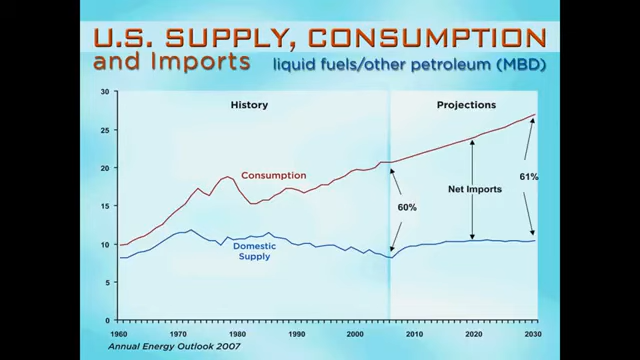 U.S. SUPPLY, CONSUMPTION
and Imports liquid fuels/other petroleum (MBD)
30
History Projections
25
20
Consumption
61%
Net Imports
15
60%
10
Domestic
Supply
5
0
1960 1970 1980 1990 2000 2010 2020 2030
Annual Energy Outlook 2007